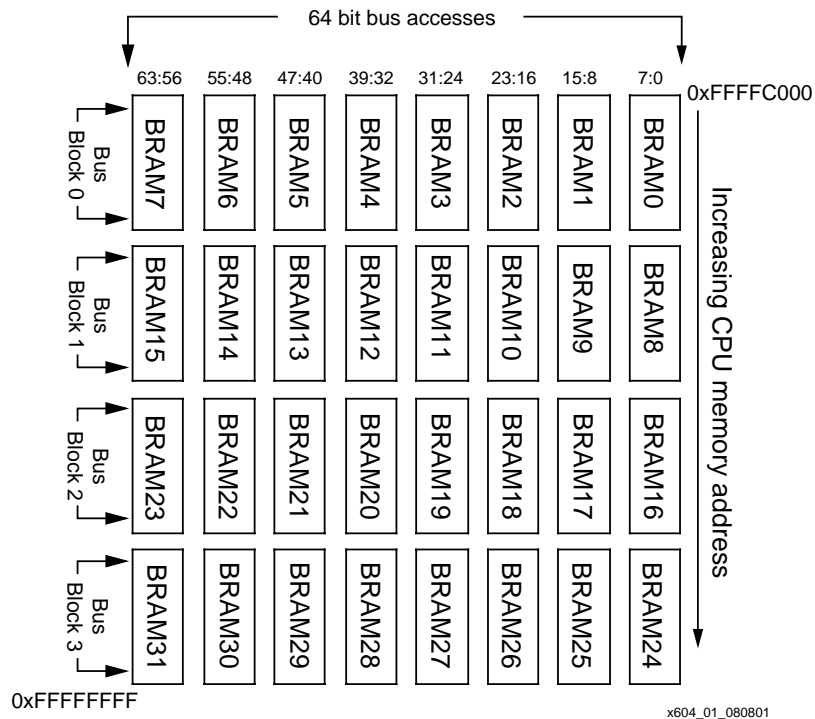 64 bit bus accesses
63:56 55:48 47:40 39:32 31:24 23:16 15:8 7:0
0xFFFFC000
Bus
Block 0
BRAM7 BRAM6 BRAM5 BRAM4 BRAM3 BRAM2 BRAM1 BRAM0
Bus
Block 1
BRAM15 BRAM14 BRAM13 BRAM12 BRAM11 BRAM10 BRAM9 BRAM8
Bus
Block 2
BRAM23 BRAM22 BRAM21 BRAM20 BRAM19 BRAM18 BRAM17 BRAM16
Bus
Block 3
BRAM31 BRAM30 BRAM29 BRAM28 BRAM27 BRAM26 BRAM25 BRAM24
Increasing CPU memory address
0xFFFFFFFF
x604_01_080801